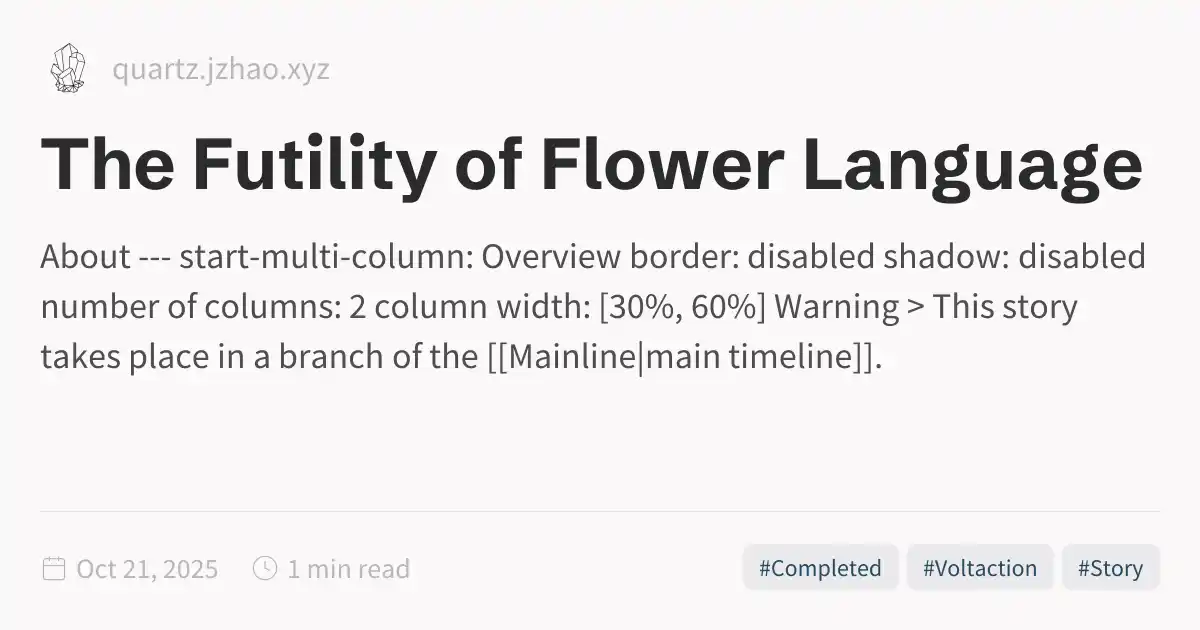 quartz.jzhao.xyz
The Futility of Flower Language
About --- start-multi-column: Overview border: disabled shadow: disabled
number of columns: 2 column width: [30%, 60%] Warning > This story
takes place in a branch of the [[Mainline|main timeline]].
Oct 21, 2025 1 min read #Completed #Voltaction #Story